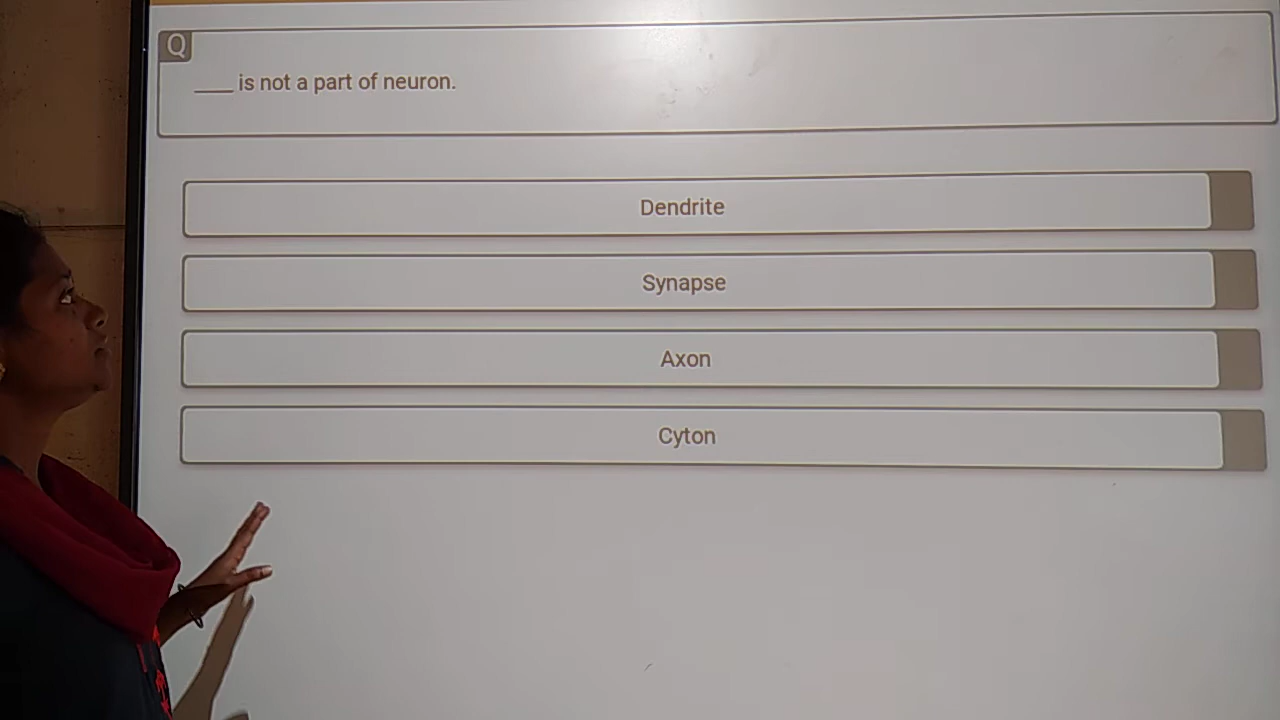 Q
____ is not a part of neuron.
Dendrite
Synapse
Axon
Cyton